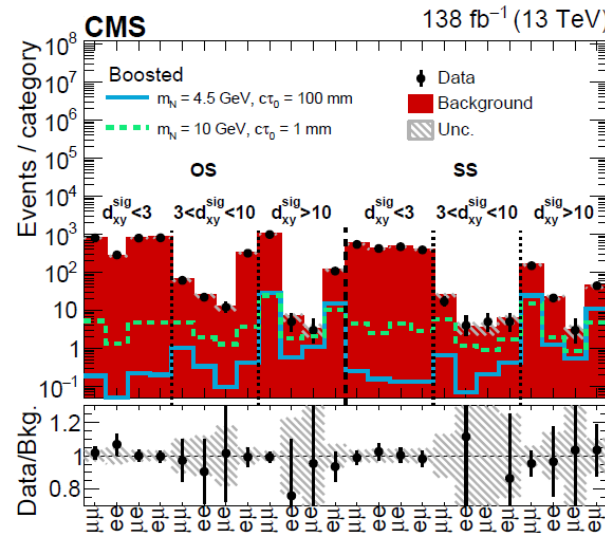 CMS 138 fb⁻¹ (13 TeV)
Events / category
10⁸
10⁷
10⁶
10⁵
10⁴
10³
10²
10
1
10⁻¹
Boosted
m_N = 4.5 GeV, cτ₀ = 100 mm
m_N = 10 GeV, cτ₀ = 1 mm
Data
Background
Unc.
OS SS
d_xy^sig<3 3<d_xy^sig<10 d_xy^sig>10 d_xy^sig<3 3<d_xy^sig<10 d_xy^sig>10
Data/Bkg.
1.2
1.0
0.8
μμ ee μe eμ μμ ee μe eμ μμ ee μe eμ μμ ee μe eμ μμ ee μe eμ μμ ee μe eμ